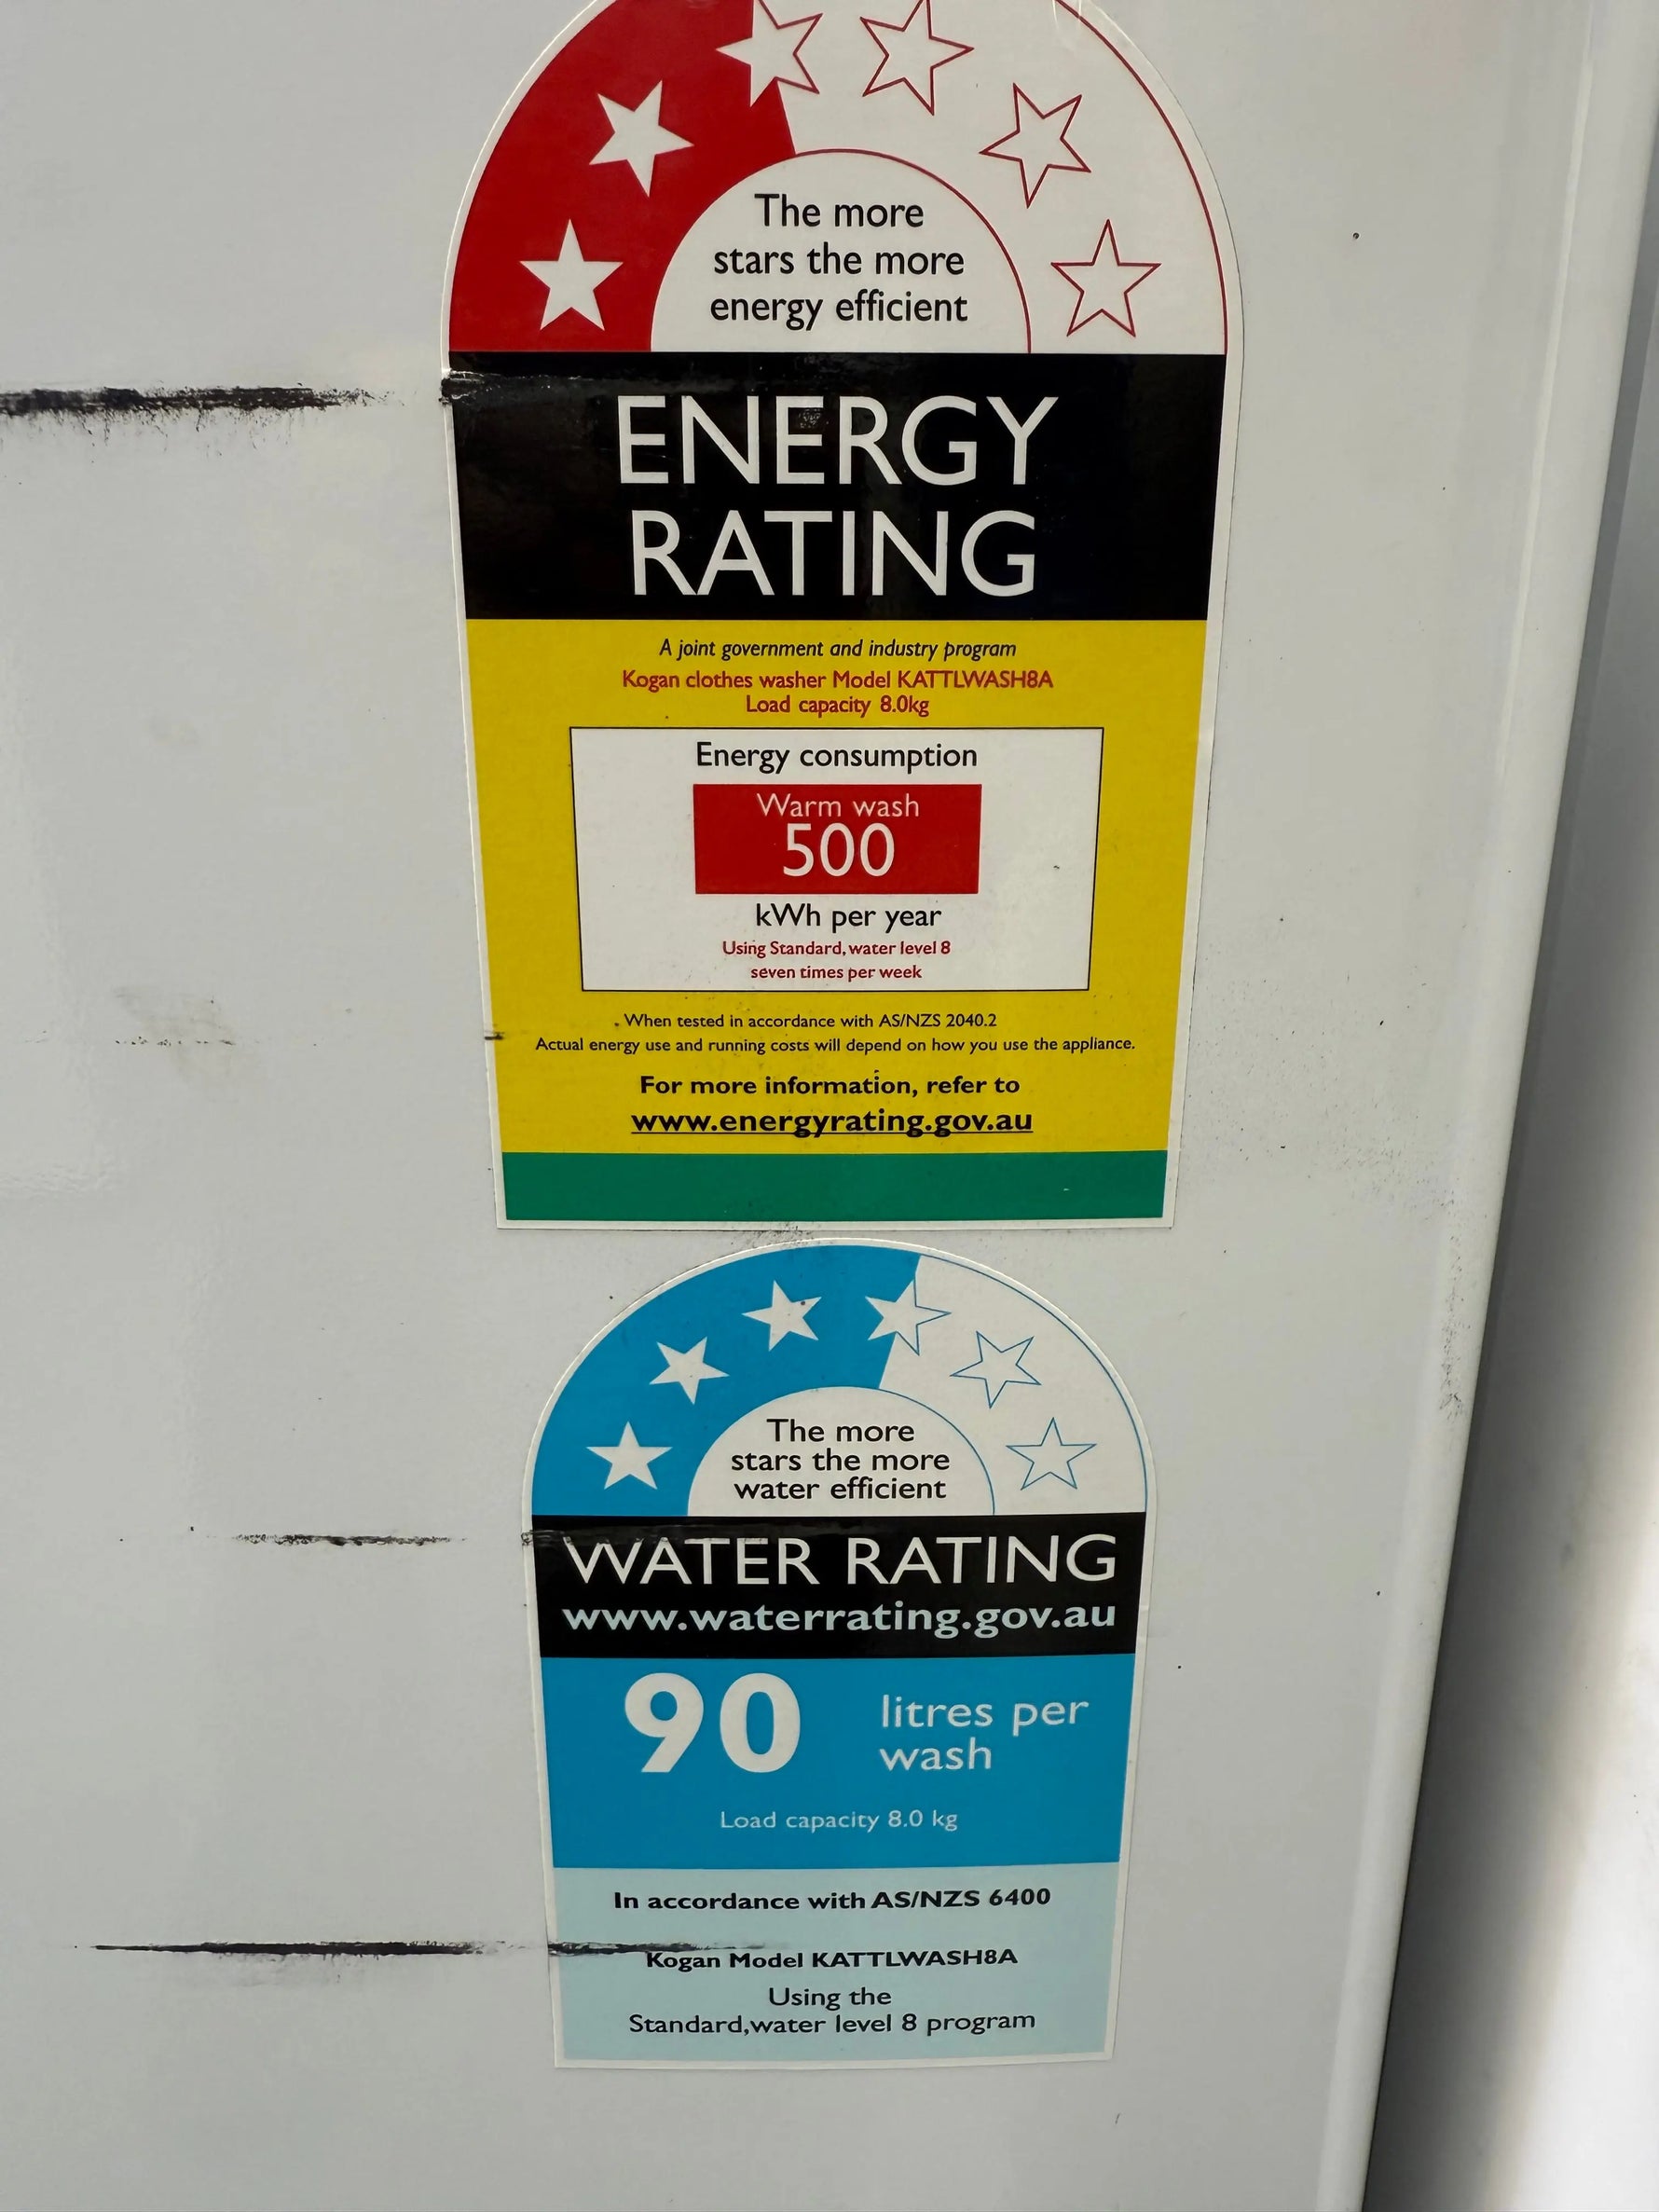 The more
stars the more
energy efficient
ENERGY
RATING
A joint government and industry program
Kogan clothes washer Model KATTLWASH8A
Load capacity 8.0kg
Energy consumption
Warm wash
500
kWh per year
Using Standard, water level 8
seven times per week
When tested in accordance with AS/NZS 2040.2
Actual energy use and running costs will depend on how you use the appliance.
For more information, refer to
www.energyrating.gov.au
The more
stars the more
water efficient
WATER RATING
www.waterrating.gov.au
90 litres per
wash
Load capacity 8.0 kg
In accordance with AS/NZS 6400
Kogan Model KATTLWASH8A
Using the
Standard,water level 8 program